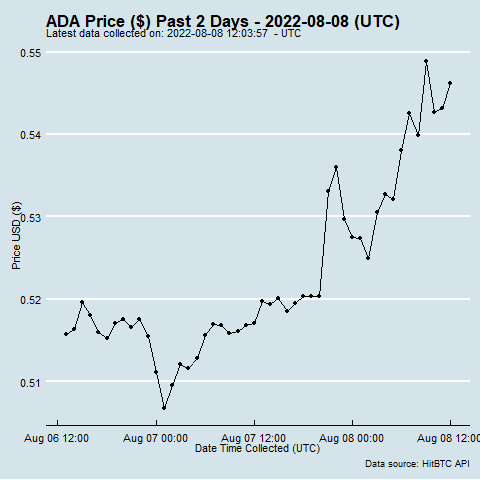 ADA Price ($) Past 2 Days - 2022-08-08 (UTC)
Latest data collected on: 2022-08-08 12:03:57  - UTC
0.55
0.54
0.53
0.52
0.51
Price USD ($)
Aug 06 12:00
Aug 07 00:00
Aug 07 12:00
Aug 08 00:00
Aug 08 12:00
Date Time Collected (UTC)
Data source: HitBTC API